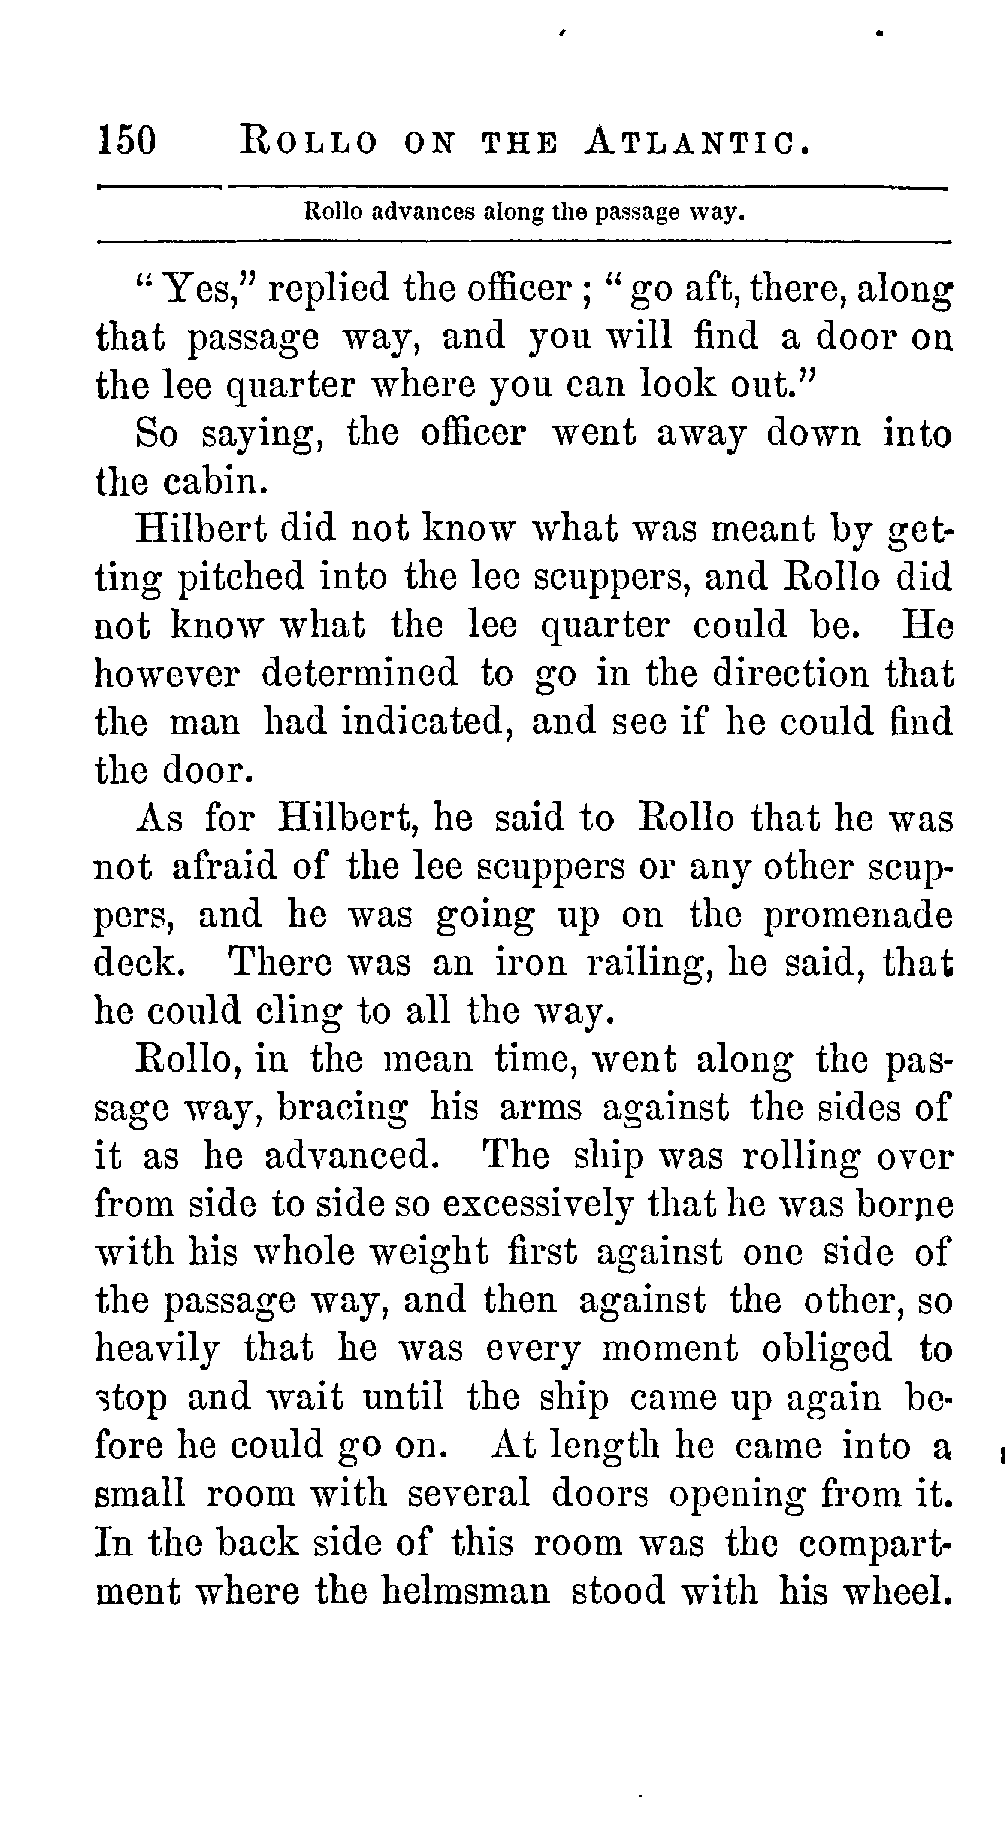 150 ROLLO ON THE ATLANTIC.
Rollo advances along the passage way.
“Yes,” replied the officer; “go aft, there, along
that passage way, and you will find a door on
the lee quarter where you can look out.”
So saying, the officer went away down into
the cabin.
Hilbert did not know what was meant by get-
ting pitched into the lee scuppers, and Rollo did
not know what the lee quarter could be. He
however determined to go in the direction that
the man had indicated, and see if he could find
the door.
As for Hilbert, he said to Rollo that he was
not afraid of the lee scuppers or any other scup-
pers, and he was going up on the promenade
deck. There was an iron railing, he said, that
he could cling to all the way.
Rollo, in the mean time, went along the pas-
sage way, bracing his arms against the sides of
it as he advanced. The ship was rolling over
from side to side so excessively that he was borne
with his whole weight first against one side of
the passage way, and then against the other, so
heavily that he was every moment obliged to
stop and wait until the ship came up again be-
fore he could go on. At length he came into a
small room with several doors opening from it.
In the back side of this room was the compart-
ment where the helmsman stood with his wheel.